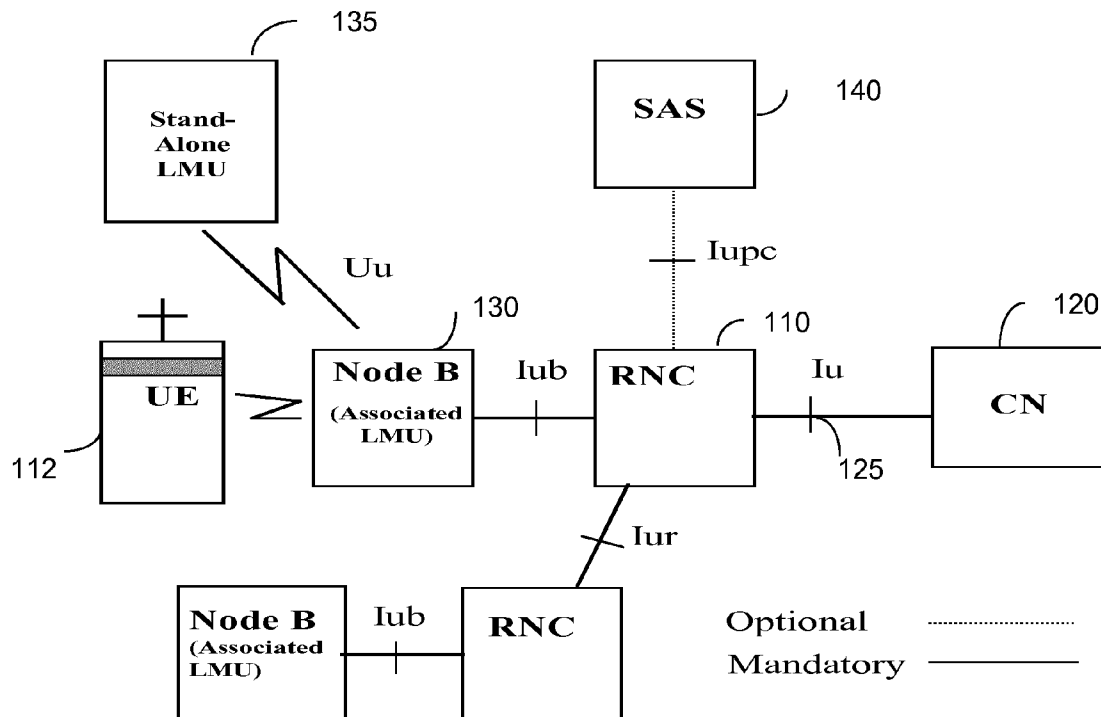 135
Stand-
Alone
LMU
SAS
140
Uu
Iupc
130
110
120
UE
112
Node B
(Associated
LMU)
Iub
RNC
Iu
125
CN
Iur
Node B
(Associated
LMU)
Iub
RNC
Optional
Mandatory